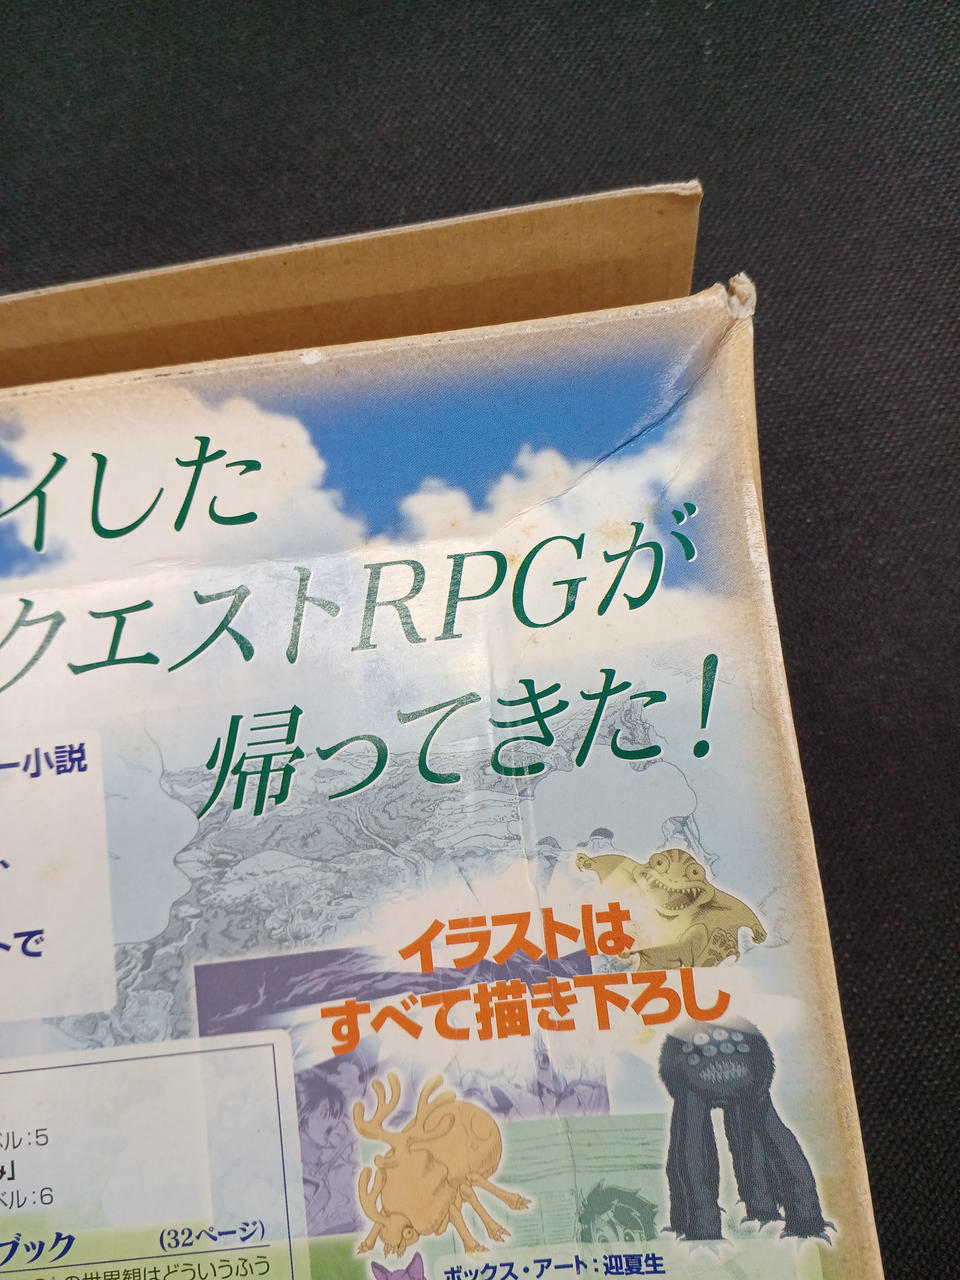 イした
クエストRPGが
帰ってきた!
ー小説
、
トで
イラストは
すべて描き下ろし
ベル:5
み」
ベル:6
ブック (32ページ)
の世界観はどういうふう
ボックス・アート:迎夏生